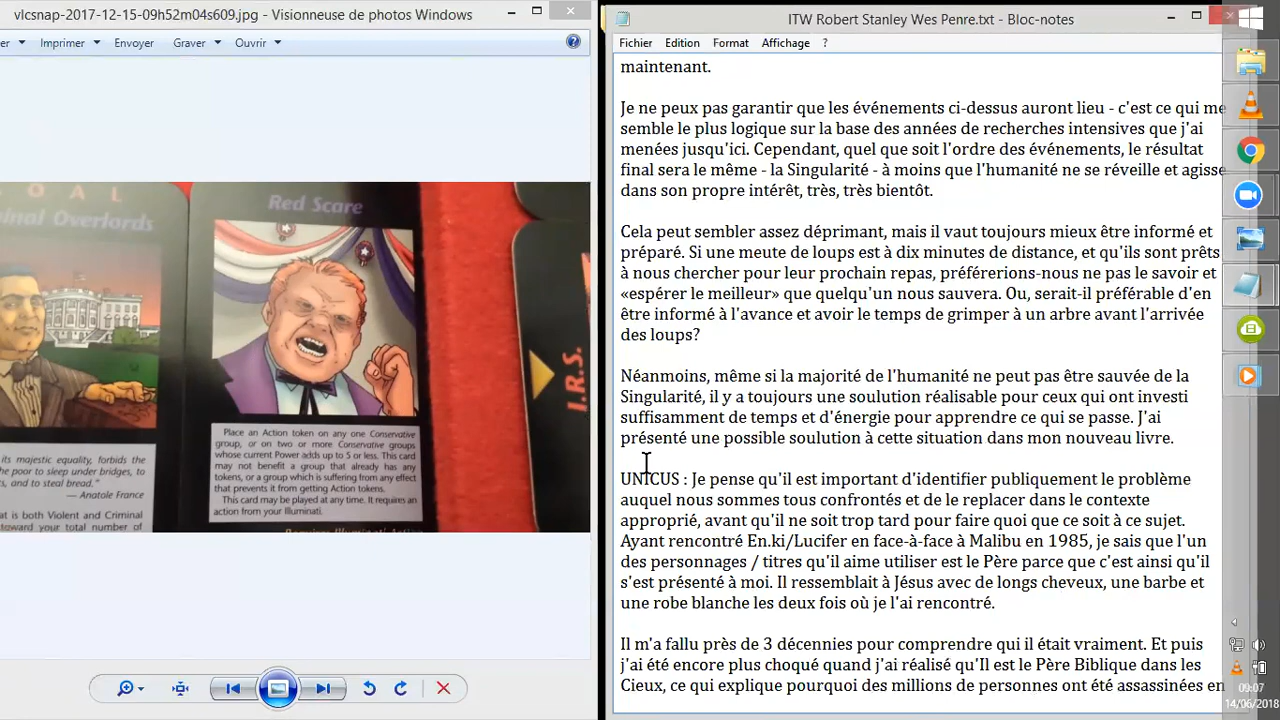 vlcsnap-2017-12-15-09h52m04s609.jpg - Visionneuse de photos Windows
Imprimer
Envoyer
Graver
Ouvrir
OAL
inal Overlords
its majestic equality, forbids the
he poor to sleep under bridges, to
ets, and to steal bread."
— Anatole France
at is both Violent and Criminal
toward your total number of
Red Scare
Place an Action token on any one Conservative
group, or on two or more Conservative groups
whose current Power adds up to 5 or less. This card
may not benefit a group that already has any
tokens, or a group which is suffering from any effect
that prevents it from getting Action tokens.
This card may be played at any time. It requires an
action from your Illuminati.
Requires Illuminati Action
I.R.S.
ITW Robert Stanley Wes Penre.txt - Bloc-notes
Fichier Edition Format Affichage ?
maintenant.
Je ne peux pas garantir que les événements ci-dessus auront lieu - c'est ce qui me
semble le plus logique sur la base des années de recherches intensives que j'ai
menées jusqu'ici. Cependant, quel que soit l'ordre des événements, le résultat
final sera le même - la Singularité - à moins que l'humanité ne se réveille et agisse
dans son propre intérêt, très, très bientôt.
Cela peut sembler assez déprimant, mais il vaut toujours mieux être informé et
préparé. Si une meute de loups est à dix minutes de distance, et qu'ils sont prêts
à nous chercher pour leur prochain repas, préférerions-nous ne pas le savoir et
«espérer le meilleur» que quelqu'un nous sauvera. Ou, serait-il préférable d'en
être informé à l'avance et avoir le temps de grimper à un arbre avant l'arrivée
des loups?
Néanmoins, même si la majorité de l'humanité ne peut pas être sauvée de la
Singularité, il y a toujours une soulution réalisable pour ceux qui ont investi
suffisamment de temps et d'énergie pour apprendre ce qui se passe. J'ai
présenté une possible soulution à cette situation dans mon nouveau livre.
UNICUS : Je pense qu'il est important d'identifier publiquement le problème
auquel nous sommes tous confrontés et de le replacer dans le contexte
approprié, avant qu'il ne soit trop tard pour faire quoi que ce soit à ce sujet.
Ayant rencontré En.ki/Lucifer en face-à-face à Malibu en 1985, je sais que l'un
des personnages / titres qu'il aime utiliser est le Père parce que c'est ainsi qu'il
s'est présenté à moi. Il ressemblait à Jésus avec de longs cheveux, une barbe et
une robe blanche les deux fois où je l'ai rencontré.
Il m'a fallu près de 3 décennies pour comprendre qui il était vraiment. Et puis
j'ai été encore plus choqué quand j'ai réalisé qu'Il est le Père Biblique dans les
Cieux, ce qui explique pourquoi des millions de personnes ont été assassinées en
09:07
14/06/2018